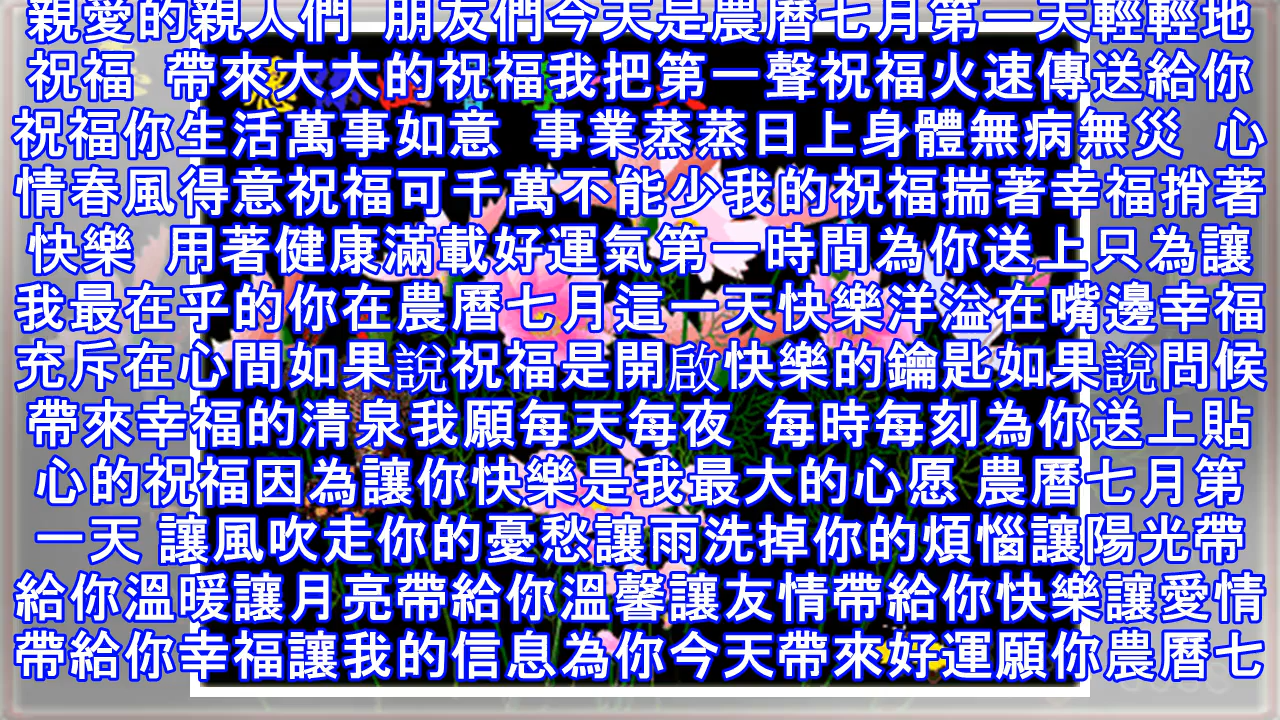 親愛的親人們 朋友們今天是農曆七月第一天輕輕地
祝福 帶來大大的祝福我把第一聲祝福火速傳送給你
祝福你生活萬事如意 事業蒸蒸日上身體無病無災 心
情春風得意祝福可千萬不能少我的祝福揣著幸福揹著
快樂 用著健康滿載好運氣第一時間為你送上只為讓
我最在乎的你在農曆七月這一天快樂洋溢在嘴邊幸福
充斥在心間如果說祝福是開啟快樂的鑰匙如果說問候
帶來幸福的清泉我願每天每夜 每時每刻為你送上貼
心的祝福因為讓你快樂是我最大的心愿 農曆七月第
一天 讓風吹走你的憂愁讓雨洗掉你的煩惱讓陽光帶
給你溫暖讓月亮帶給你溫馨讓友情帶給你快樂讓愛情
帶給你幸福讓我的信息為你今天帶來好運願你農曆七